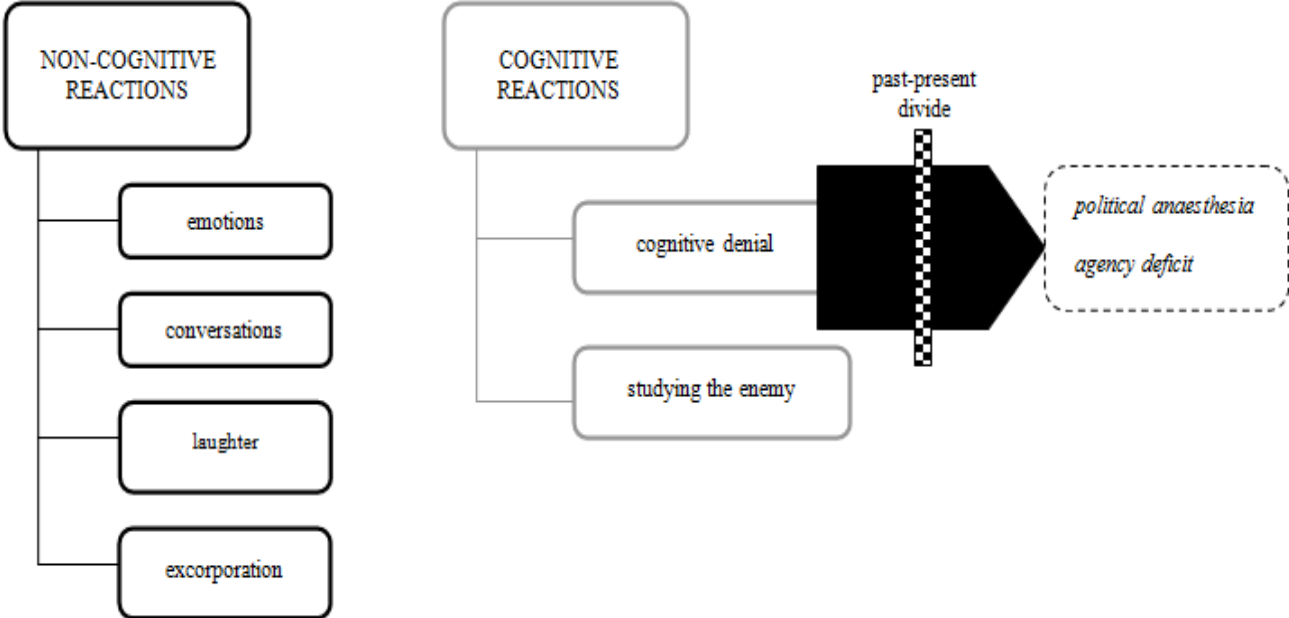 NON-COGNITIVE
REACTIONS
emotions
conversations
laughter
excorporation
COGNITIVE
REACTIONS
cognitive denial
studying the enemy
past-present
divide
political anaesthesia
agency deficit